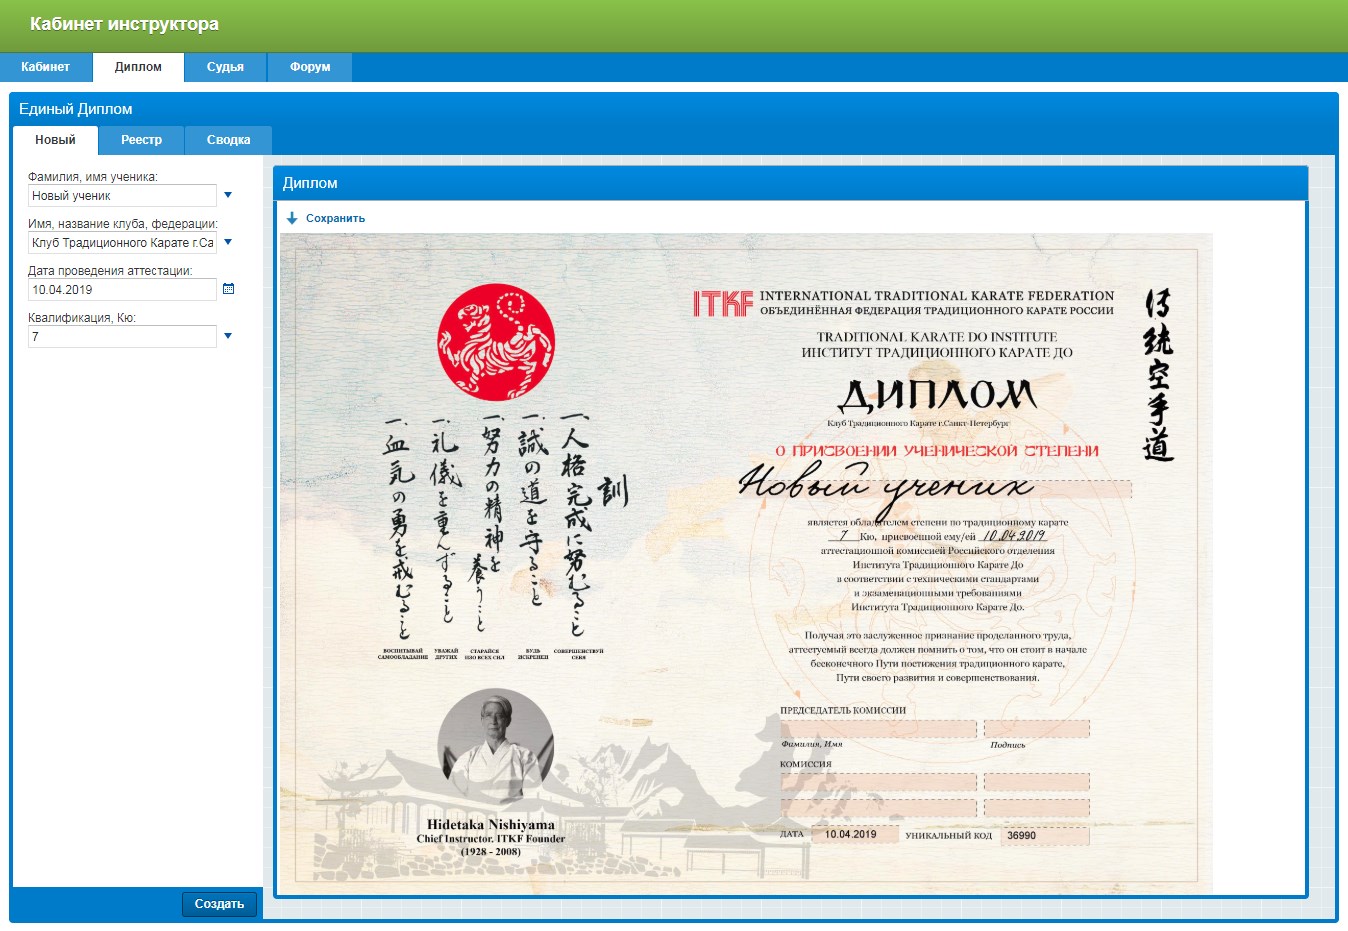 Кабинет инструктора
Кабинет
Диплом
Судья
Форум
Единый Диплом
Новый
Реестр
Сводка
Фамилия, имя ученика:
Новый ученик
Имя, название клуба, федерации:
Клуб Традиционного Карате г.Са
Дата проведения аттестации:
10.04.2019
Квалификация, Кю:
7
Создать
Диплом
Сохранить
訓
一、人格完成に努むること
一、誠の道を守ること
一、努力の精神を養うこと
一、礼儀を重んずること
一、血気の勇を戒むること
ВОСПИТЫВАЙ САМООБЛАДАНИЕ
УВАЖАЙ ДРУГИХ
СТАРАЙСЯ ИЗО ВСЕХ СИЛ
БУДЬ ИСКРЕНЕН
СОВЕРШЕНСТВУЙ СЕБЯ
Hidetaka Nishiyama
Chief Instructor, ITKF Founder
(1928 - 2008)
ITKF INTERNATIONAL TRADITIONAL KARATE FEDERATION
ОБЪЕДИНЁННАЯ ФЕДЕРАЦИЯ ТРАДИЦИОННОГО КАРАТЕ РОССИИ
TRADITIONAL KARATE DO INSTITUTE
ИНСТИТУТ ТРАДИЦИОННОГО КАРАТЕ ДО
ДИПЛОМ
Клуб Традиционного Карате г.Санкт-Петербург
О ПРИСВОЕНИИ УЧЕНИЧЕСКОЙ СТЕПЕНИ
Новый ученик
является обладателем степени по традиционному карате
7 Кю, присвоенной ему/ей 10.04.2019
аттестационной комиссией Российского отделения
Института Традиционного Карате До
в соответствии с техническими стандартами
и экзаменационными требованиями
Института Традиционного Карате До.
Получая это заслуженное признание проделанного труда,
аттестуемый всегда должен помнить о том, что он стоит в начале
бесконечного Пути постижения традиционного карате,
Пути своего развития и совершенствования.
ПРЕДСЕДАТЕЛЬ КОМИССИИ
Фамилия, Имя
Подпись
КОМИССИЯ
ДАТА 10.04.2019 УНИКАЛЬНЫЙ КОД 36990
伝統空手道